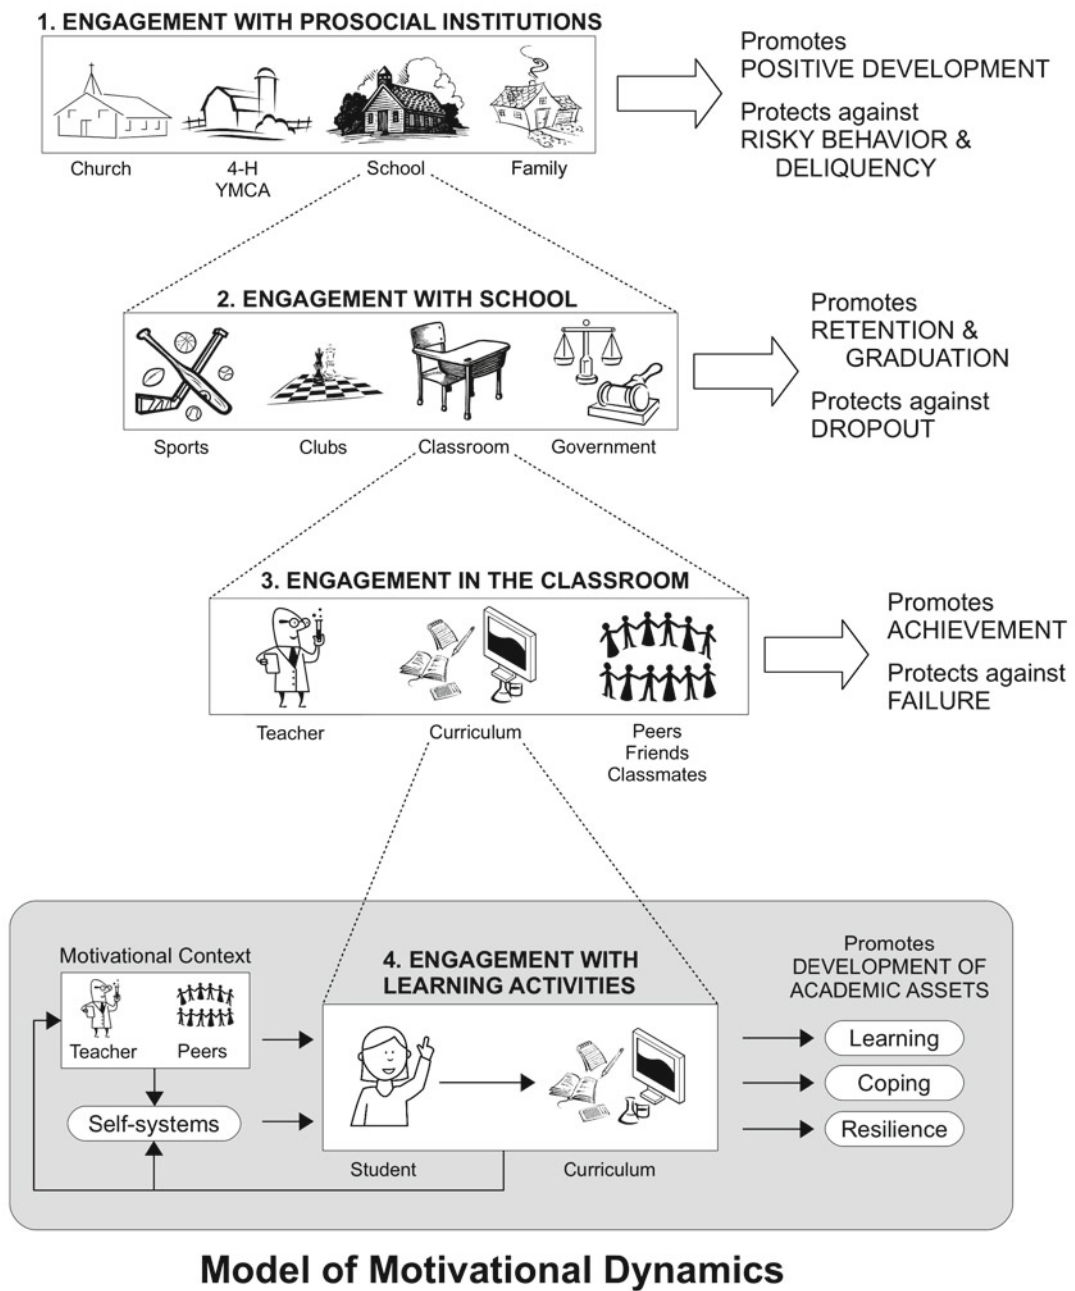 1. ENGAGEMENT WITH PROSOCIAL INSTITUTIONS
Church
4-H
YMCA
School
Family
Promotes
POSITIVE DEVELOPMENT
Protects against
RISKY BEHAVIOR &
DELIQUENCY
2. ENGAGEMENT WITH SCHOOL
Sports
Clubs
Classroom
Government
Promotes
RETENTION &
GRADUATION
Protects against
DROPOUT
3. ENGAGEMENT IN THE CLASSROOM
Teacher
Curriculum
Peers
Friends
Classmates
Promotes
ACHIEVEMENT
Protects against
FAILURE
Motivational Context
Teacher
Peers
Self-systems
4. ENGAGEMENT WITH
LEARNING ACTIVITIES
Student
Curriculum
Promotes
DEVELOPMENT OF
ACADEMIC ASSETS
Learning
Coping
Resilience
Model of Motivational Dynamics